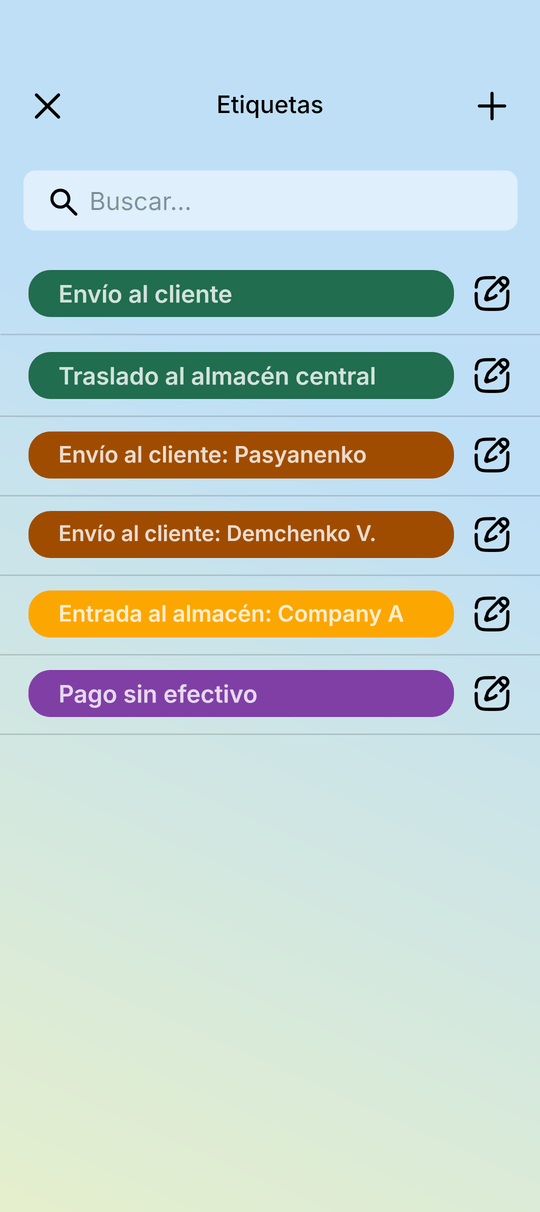 Etiquetas
Buscar...
Envío al cliente
Traslado al almacén central
Envío al cliente: Pasyanenko
Envío al cliente: Demchenko V.
Entrada al almacén: Company A
Pago sin efectivo